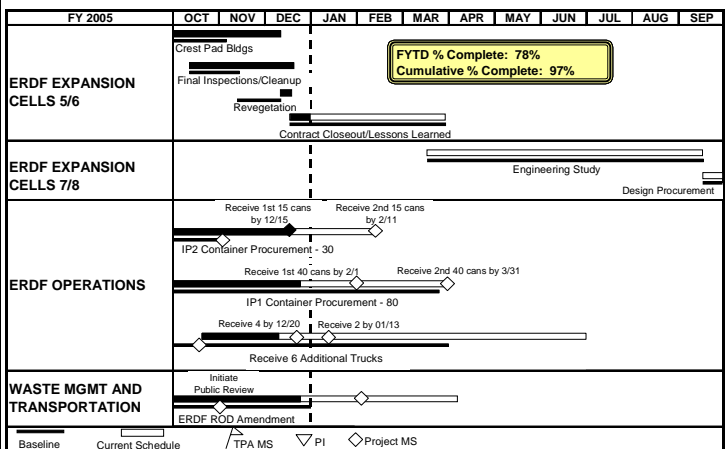 FY 2005 OCT NOV DEC JAN FEB MAR APR MAY JUN JUL AUG SEP
ERDF EXPANSION
CELLS 5/6
Crest Pad Bldgs
Final Inspections/Cleanup
Revegetation
Contract Closeout/Lessons Learned
FYTD % Complete: 78%
Cumulative % Complete: 97%
ERDF EXPANSION
CELLS 7/8
Engineering Study
Design Procurement
ERDF OPERATIONS
Receive 1st 15 cans
by 12/15
Receive 2nd 15 cans
by 2/11
IP2 Container Procurement - 30
Receive 1st 40 cans by 2/1
Receive 2nd 40 cans by 3/31
IP1 Container Procurement - 80
Receive 4 by 12/20
Receive 2 by 01/13
Receive 6 Additional Trucks
WASTE MGMT AND
TRANSPORTATION
Initiate
Public Review
ERDF ROD Amendment
Baseline
Current Schedule
TPA MS
PI
Project MS